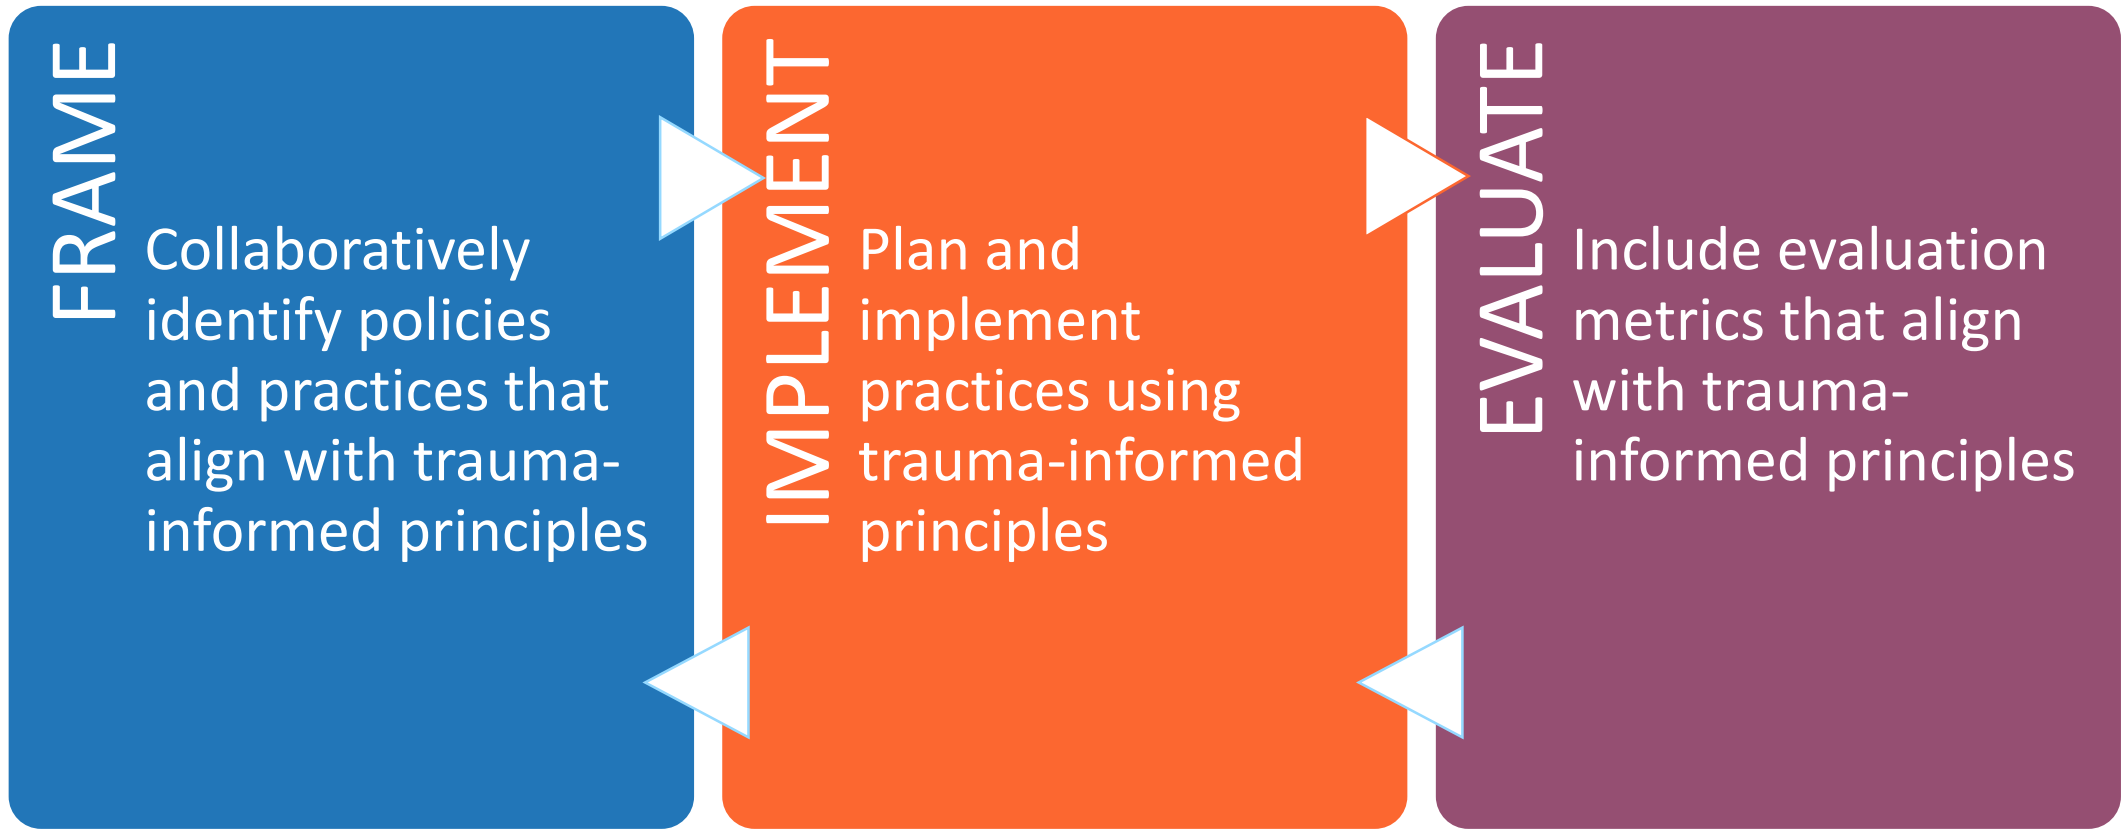 FRAME
Collaboratively
identify policies
and practices that
align with trauma-
informed principles
IMPLEMENT
Plan and
implement
practices using
trauma-informed
principles
EVALUATE
Include evaluation
metrics that align
with trauma-
informed principles